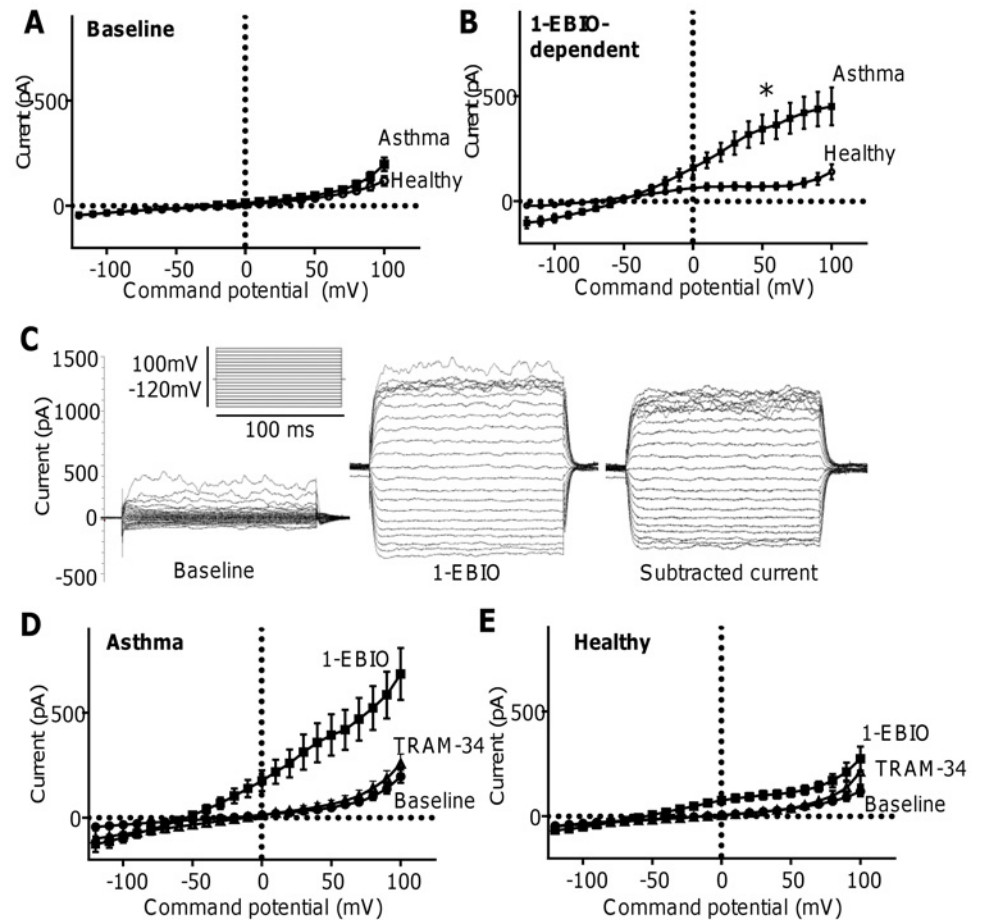 A
Baseline
Current (pA)
500
0
Asthma
Healthy
-100 -50 0 50 100
Command potential (mV)
B
1-EBIO-
dependent
Current (pA)
500
0
*
Asthma
Healthy
-100 -50 0 50 100
Command potential (mV)
C
Current (pA)
1500
1000
500
0
-500
100mV
-120mV
100 ms
Baseline
1-EBIO
Subtracted current
D
Asthma
Current (pA)
500
0
1-EBIO
TRAM-34
Baseline
-100 -50 0 50 100
Command potential (mV)
E
Healthy
Current (pA)
500
0
1-EBIO
TRAM-34
Baseline
-100 -50 0 50 100
Command potential (mV)